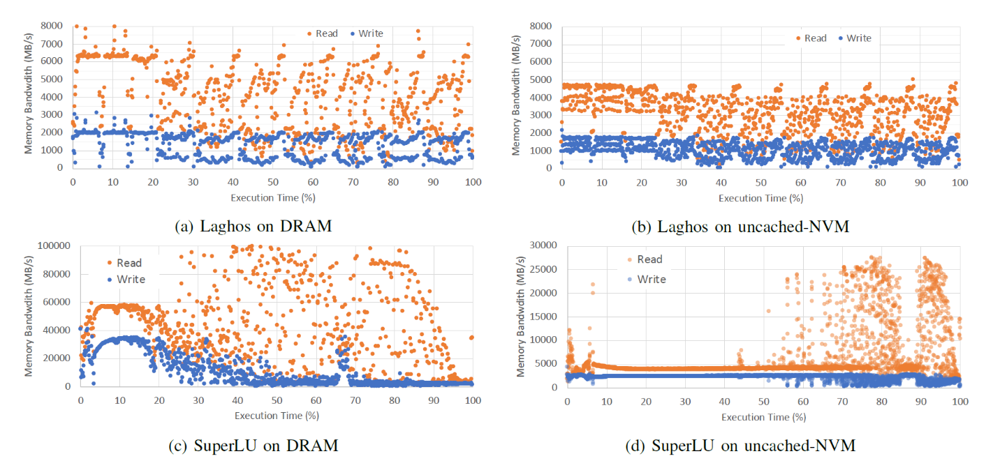 8000
7000
6000
5000
4000
3000
2000
1000
0
Memory Bandwdith (MB/s)
Read Write
0 10 20 30 40 50 60 70 80 90 100
Execution Time (%)
(a) Laghos on DRAM
8000
7000
6000
5000
4000
3000
2000
1000
0
Memory Bandwdith (MB/s)
Read Write
0 10 20 30 40 50 60 70 80 90 100
Execution Time (%)
(b) Laghos on uncached-NVM
100000
80000
60000
40000
20000
0
Memory Bandwdith (MB/s)
Read
Write
0 10 20 30 40 50 60 70 80 90 100
Execution Time (%)
(c) SuperLU on DRAM
30000
25000
20000
15000
10000
5000
0
Memory Bandwdith (MB/s)
Read
Write
0 10 20 30 40 50 60 70 80 90 100
Execution Time (%)
(d) SuperLU on uncached-NVM